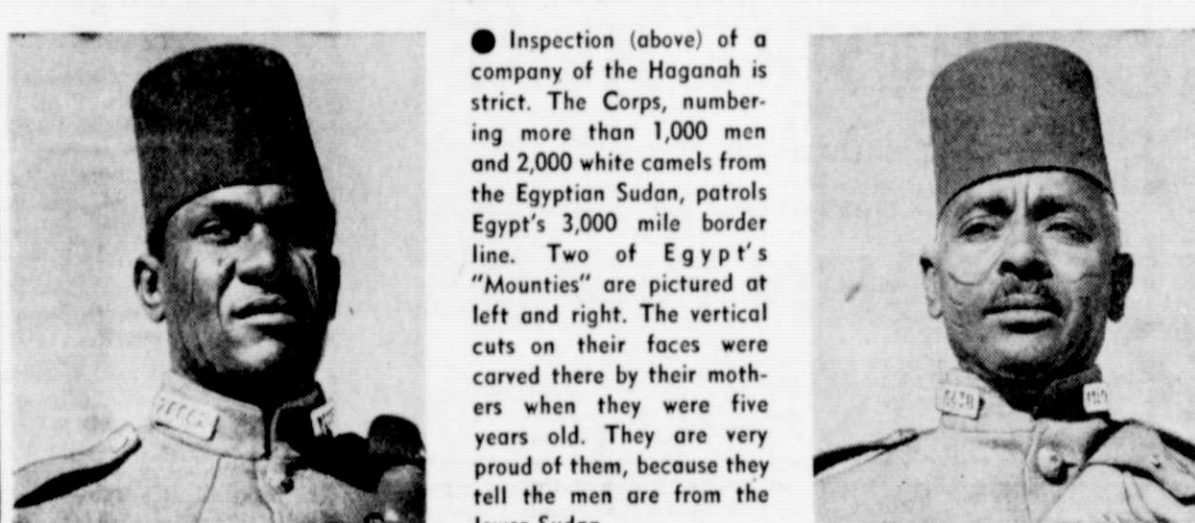 ● Inspection (above) of a
company of the Haganah is
strict. The Corps, number-
ing more than 1,000 men
and 2,000 white camels from
the Egyptian Sudan, patrols
Egypt's 3,000 mile border
line. Two of Egypt's
"Mounties" are pictured at
left and right. The vertical
cuts on their faces were
carved there by their moth-
ers when they were five
years old. They are very
proud of them, because they
tell the men are from the